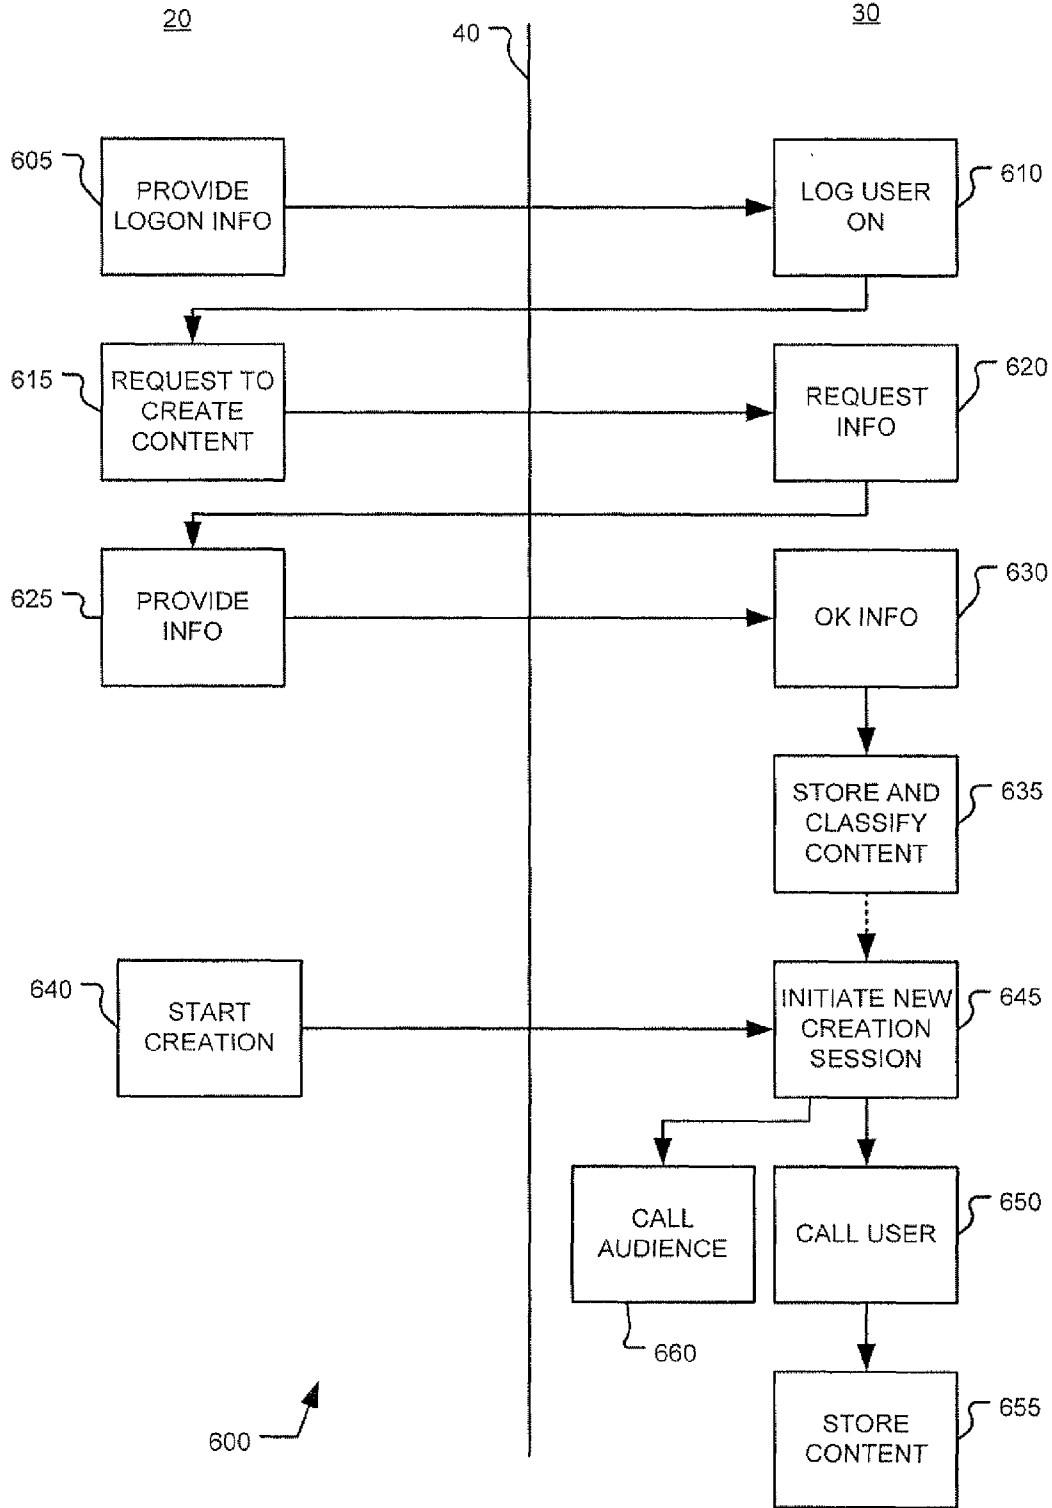 20
30
40
605
PROVIDE
LOGON INFO
LOG USER
ON
610
615
REQUEST TO
CREATE
CONTENT
REQUEST
INFO
620
625
PROVIDE
INFO
OK INFO
630
STORE AND
CLASSIFY
CONTENT
635
640
START
CREATION
INITIATE NEW
CREATION
SESSION
645
CALL
AUDIENCE
660
CALL USER
650
STORE
CONTENT
655
600